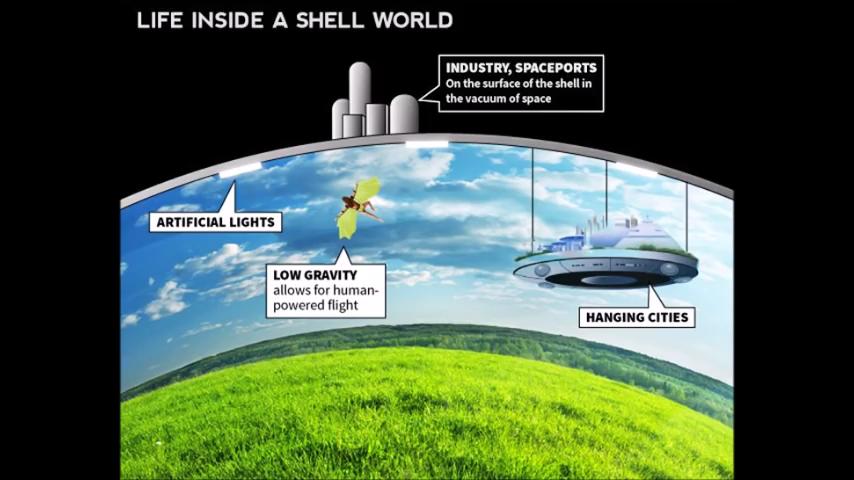 LIFE INSIDE A SHELL WORLD
INDUSTRY, SPACEPORTS
On the surface of the shell in
the vacuum of space
ARTIFICIAL LIGHTS
LOW GRAVITY
allows for human-
powered flight
HANGING CITIES